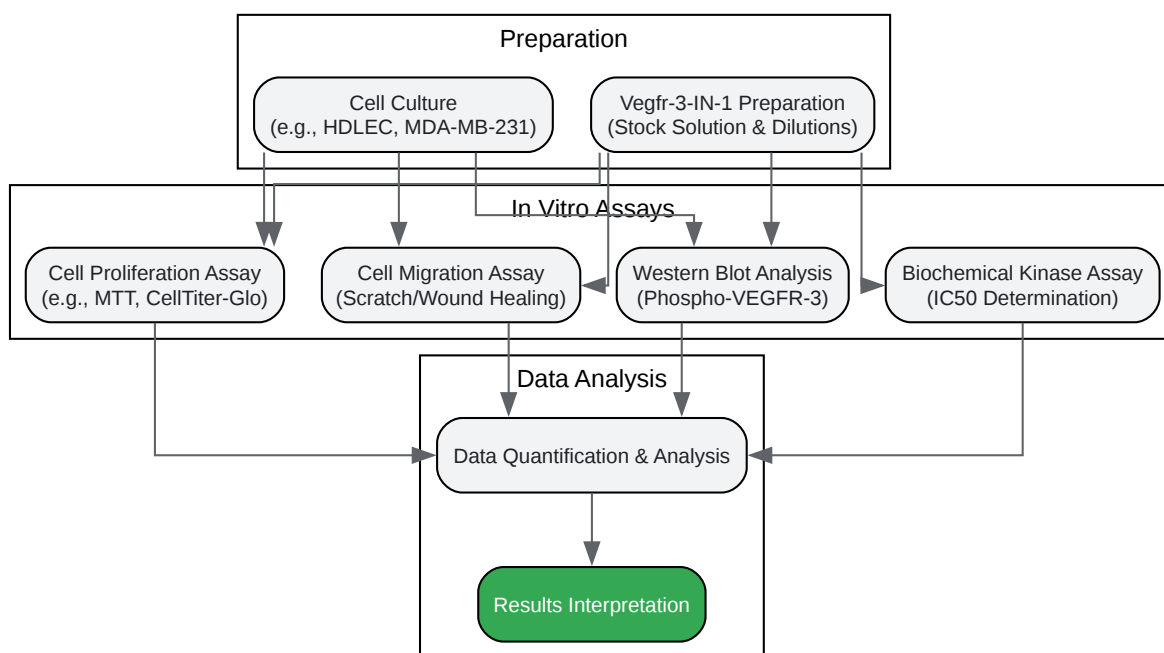 Preparation
Cell Culture
(e.g., HDLEC, MDA-MB-231)
Vegfr-3-IN-1 Preparation
(Stock Solution & Dilutions)
In Vitro Assays
Cell Proliferation Assay
(e.g., MTT, CellTiter-Glo)
Cell Migration Assay
(Scratch/Wound Healing)
Western Blot Analysis
(Phospho-VEGFR-3)
Biochemical Kinase Assay
(IC50 Determination)
Data Analysis
Data Quantification & Analysis
Results Interpretation